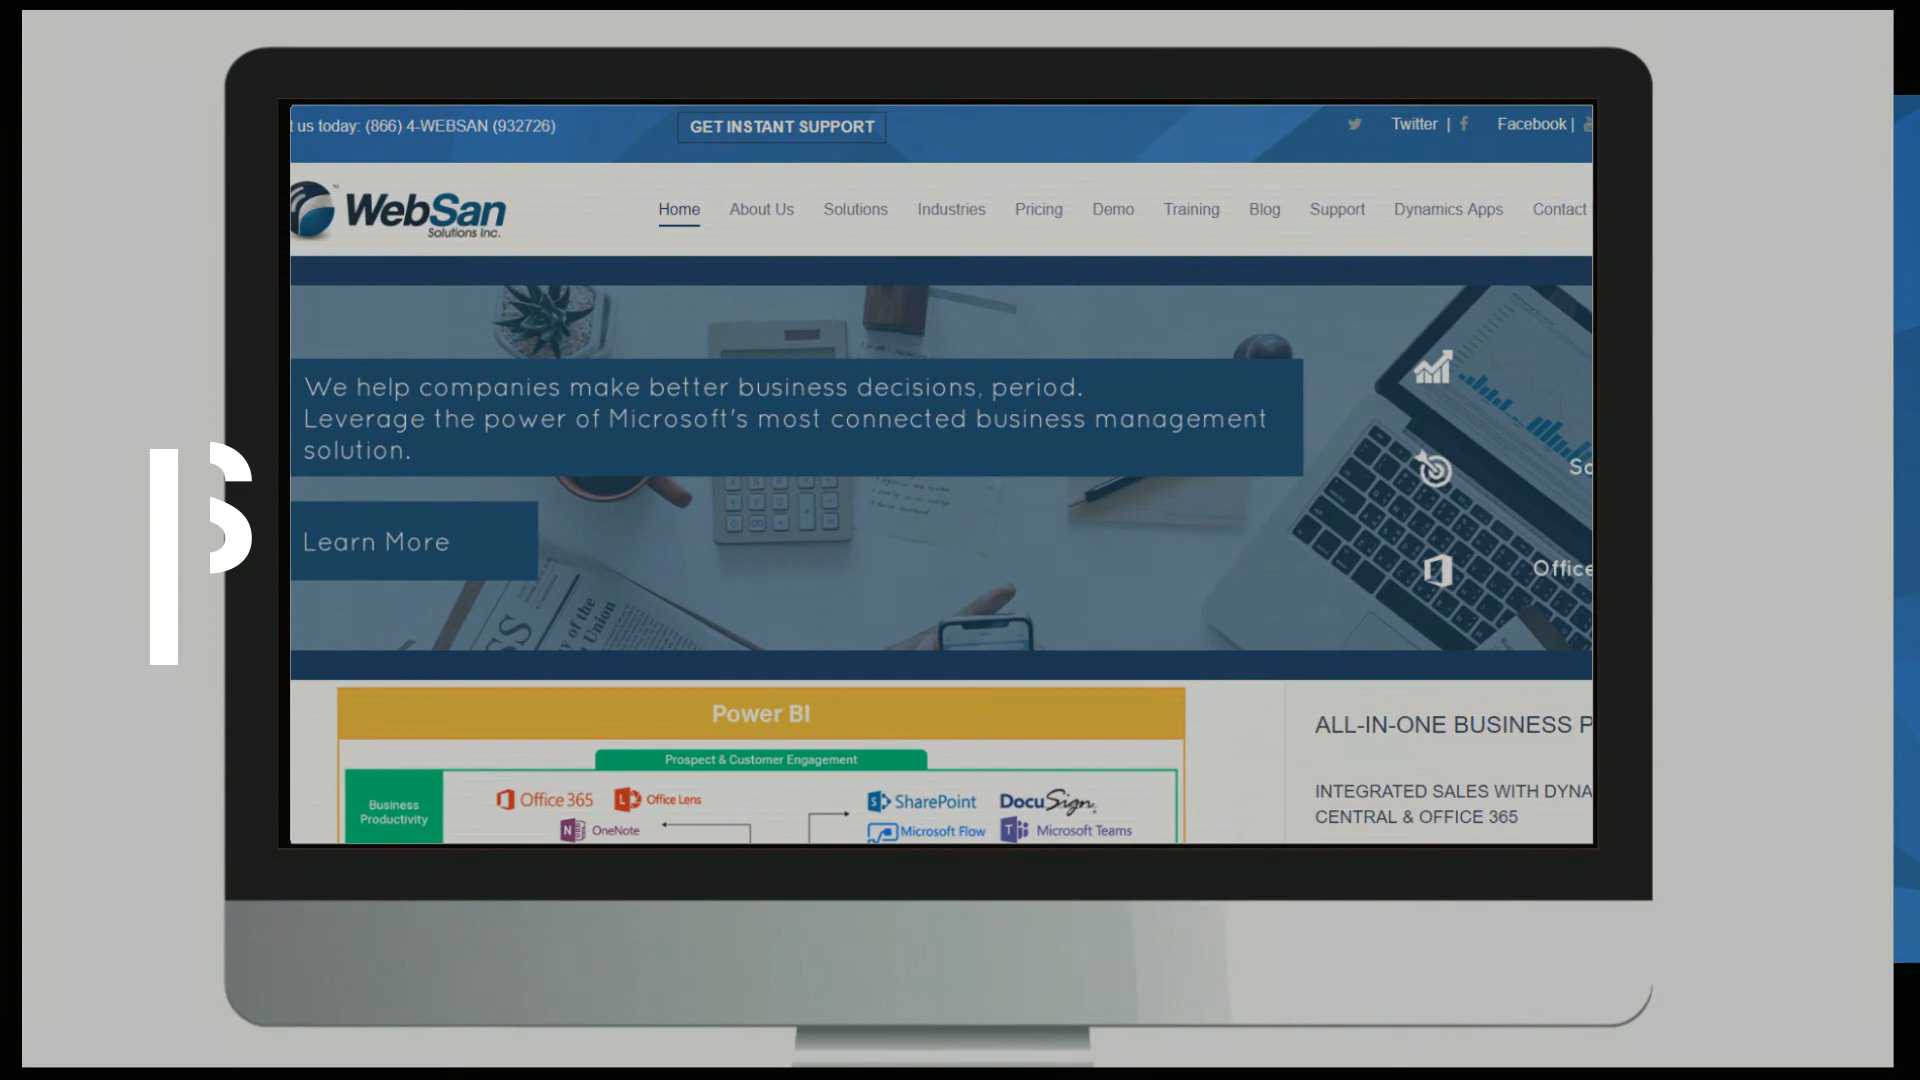 t us today: (866) 4-WEBSAN (932726)
GET INSTANT SUPPORT
Twitter | Facebook |
WebSan
Solutions Inc.
Home About Us Solutions Industries Pricing Demo Training Blog Support Dynamics Apps Contact
We help companies make better business decisions, period.
Leverage the power of Microsoft's most connected business management
solution.
Learn More
Office
S
Power BI
Prospect & Customer Engagement
Business
Productivity
Office 365
Office Lens
OneNote
SharePoint
DocuSign
Microsoft Flow
Microsoft Teams
ALL-IN-ONE BUSINESS P
INTEGRATED SALES WITH DYNA
CENTRAL & OFFICE 365